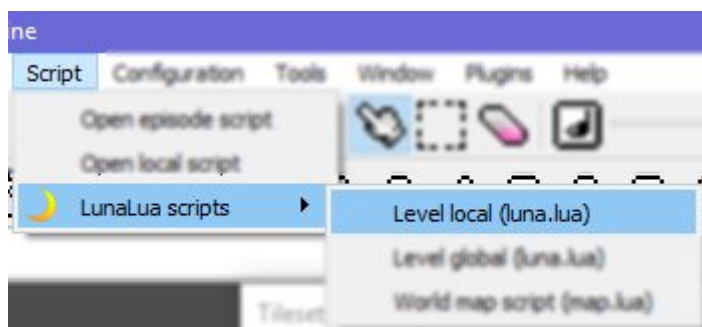 ne
Script Configuration Tools Window Plugins Help
Open episode script
Open local script
LunaLua scripts
Level local (luna.lua)
Level global (luna.lua)
World map script (map.lua)
Tileset